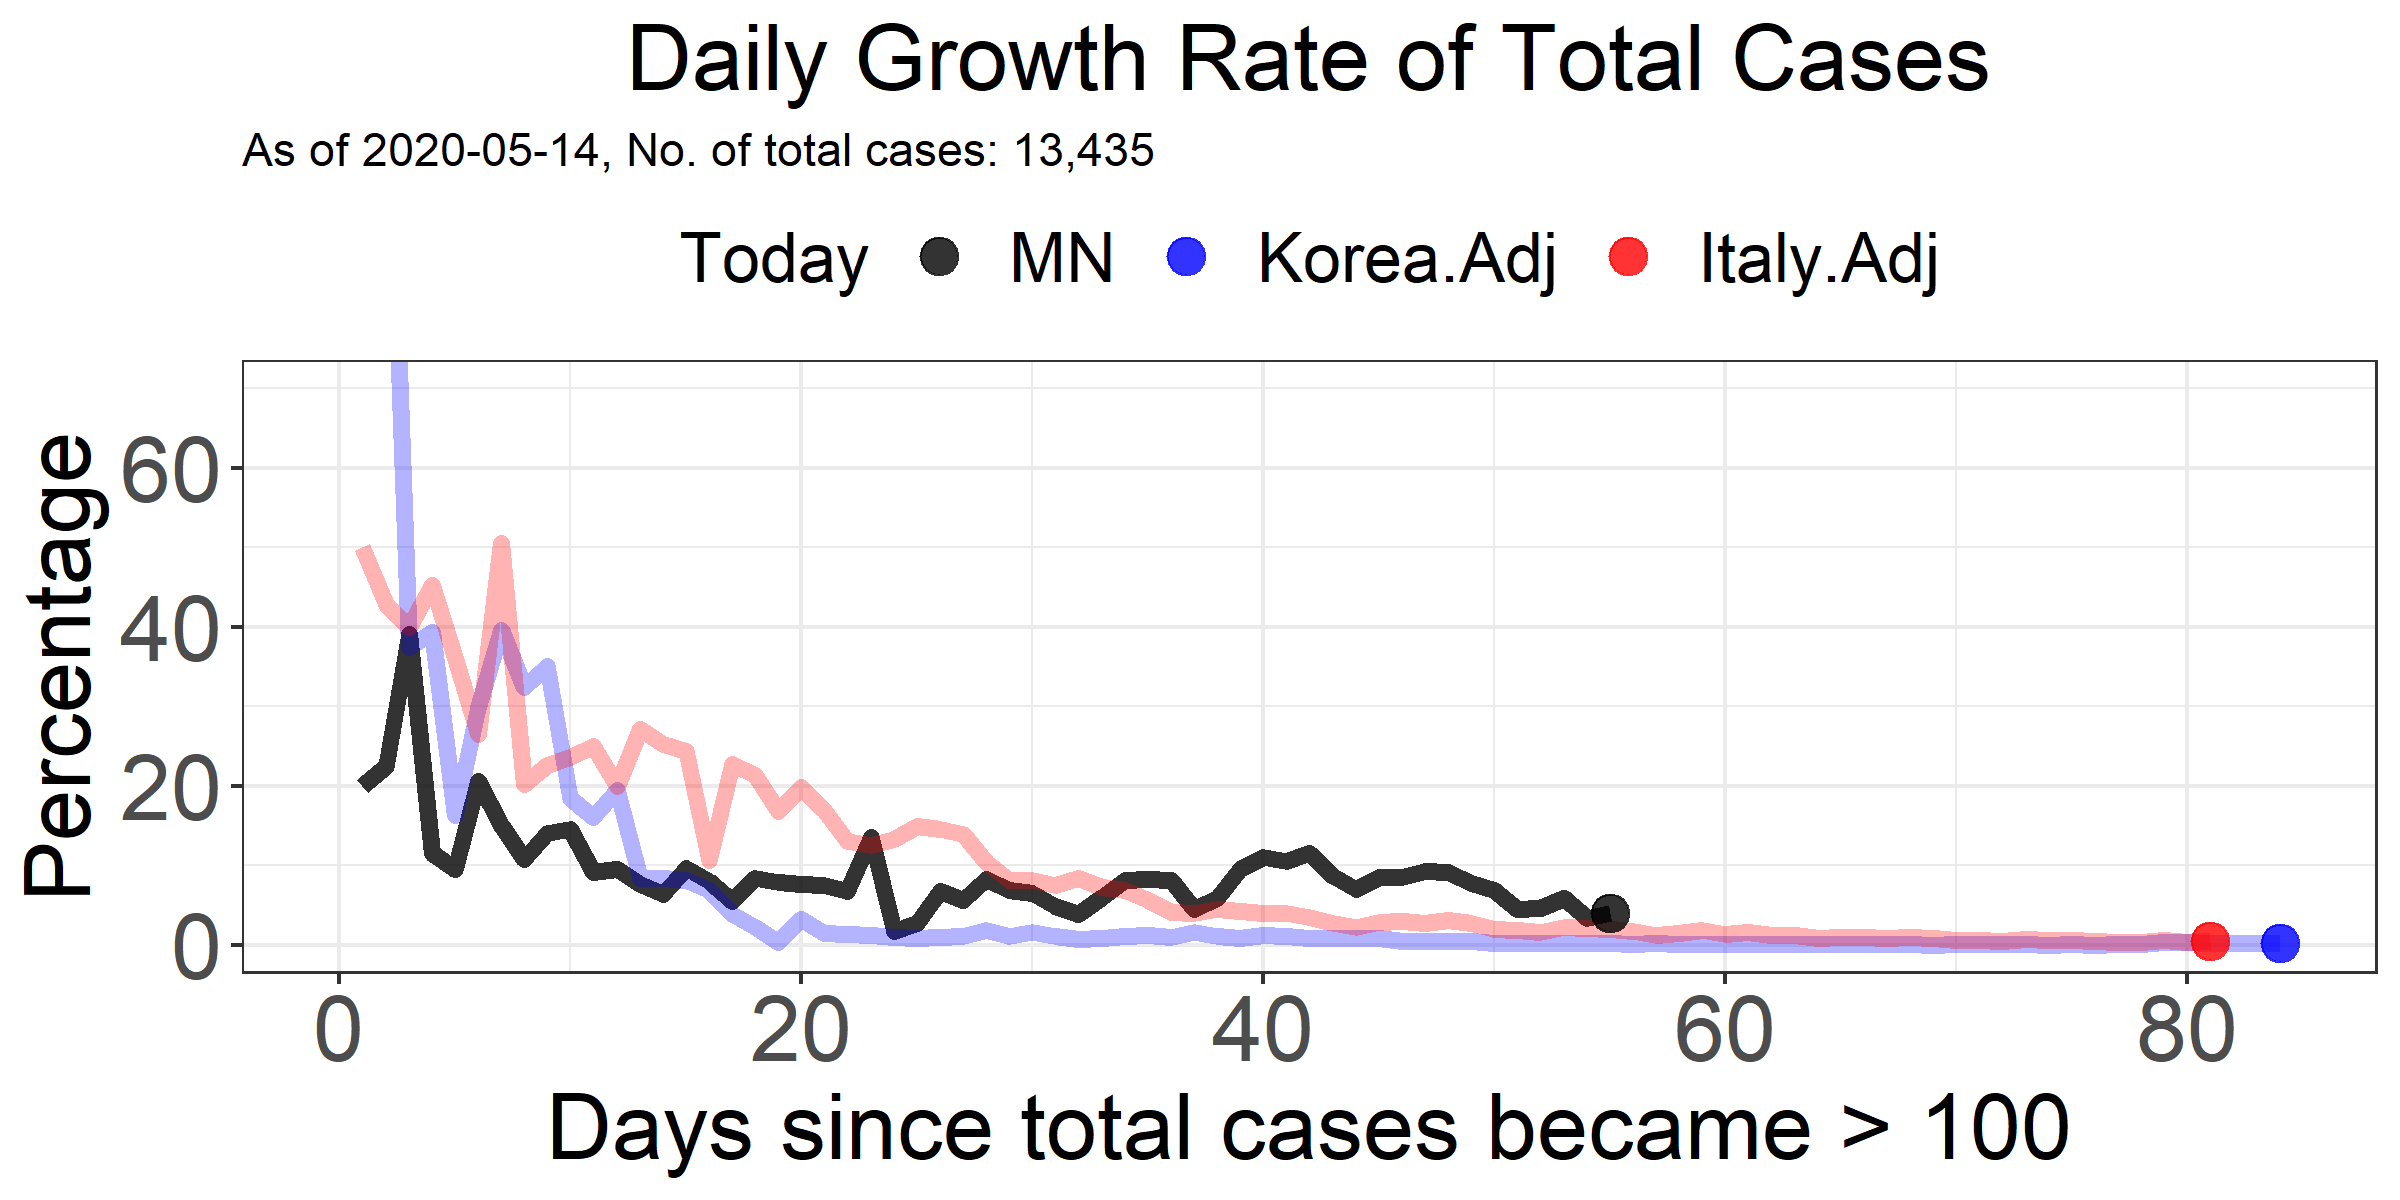 Daily Growth Rate of Total Cases
As of 2020-05-14, No. of total cases: 13,435
Today MN Korea.Adj Italy.Adj
Percentage
60
40
20
0
0 20 40 60 80
Days since total cases became > 100